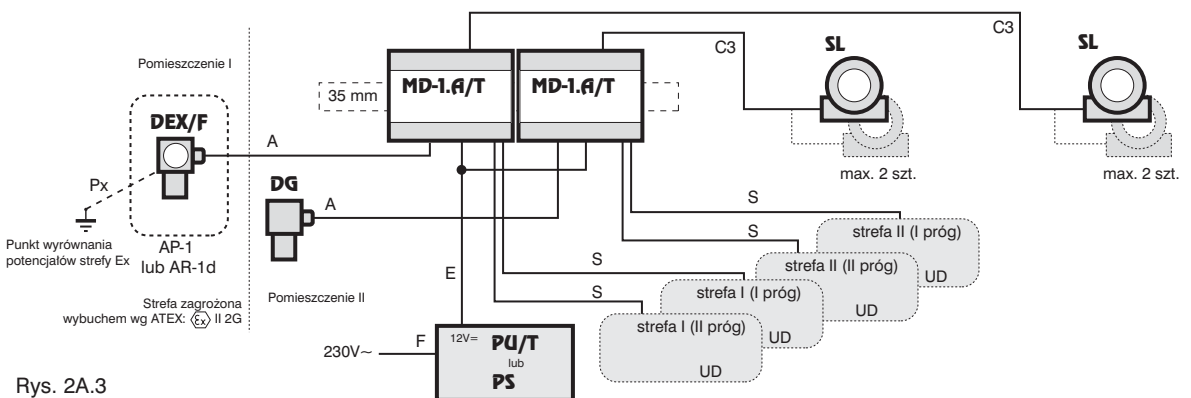 Pomieszczenie I
DEX/F
A
Px
Punkt wyrównania
potencjałów strefy Ex
AP-1
lub AR-1d
Strefa zagrożona
wybuchem wg ATEX: Ex II 2G
35 mm
MD-1.A/T
MD-1.A/T
C3
SL
max. 2 szt.
C3
SL
max. 2 szt.
DG
A
E
Pomieszczenie II
S
S
S
S
strefa II (I próg)
UD
strefa II (II próg)
UD
strefa I (I próg)
UD
strefa I (II próg)
UD
230V~
F
12V=
PU/T
lub
PS
Rys. 2A.3